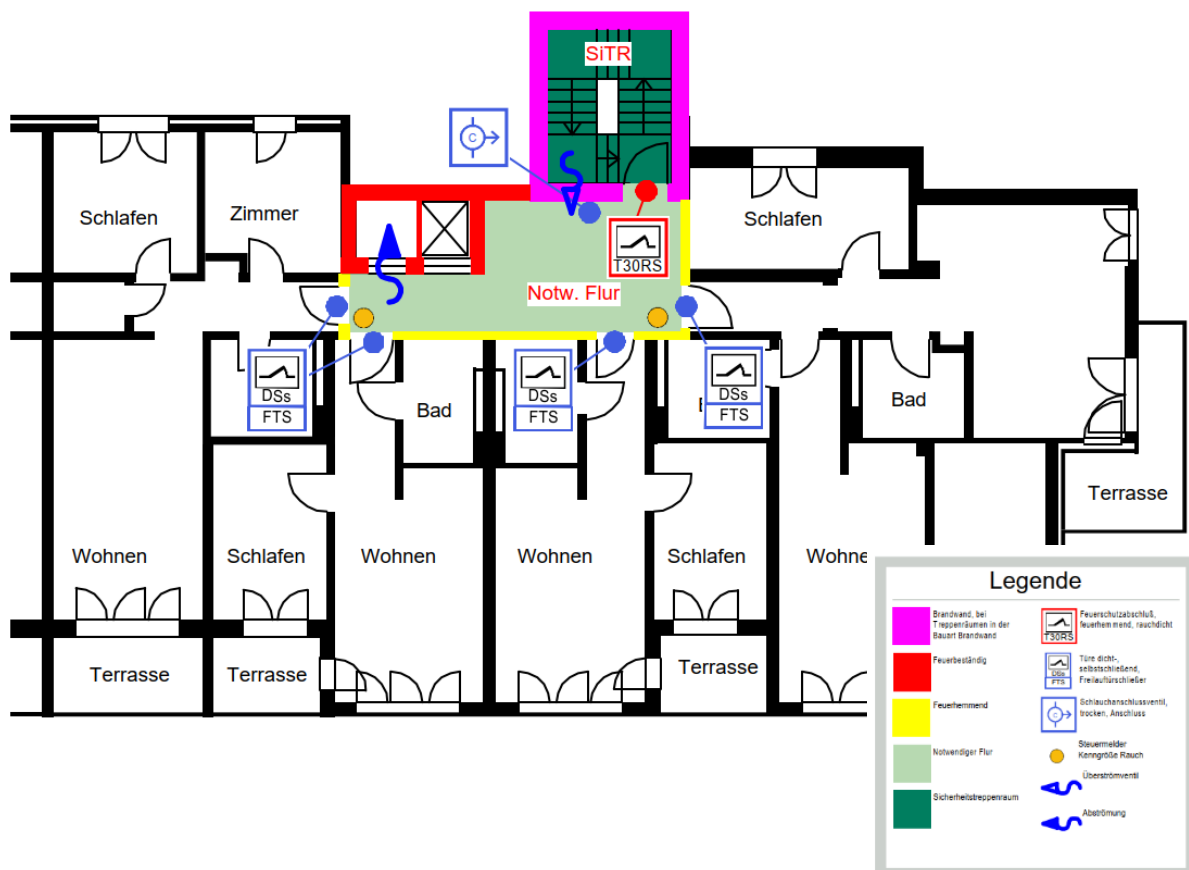 SiTR
C
Schlafen
Zimmer
Schlafen
T30RS
Notw. Flur
DSs
FTS
Bad
DSs
FTS
DSs
FTS
Bad
Terrasse
Wohnen
Schlafen
Wohnen
Wohnen
Schlafen
Terrasse
Terrasse
Terrasse
Legende
Brandwand, bei
Treppenräumen in der
Bauart Brandwand
Feuerbeständig
Feuerhemmend
Notwendiger Flur
Sicherheitstreppenraum
T30RS
Feuerschutzabschluß,
feuerhemmend, rauchdicht
DSs
FTS
Türe dicht-,
selbstschließend,
Freilauftürschließer
C
Schlauchanschlussventil,
trocken, Anschluss
Steuermelder
Kenngröße Rauch
Überströmventil
Abströmung